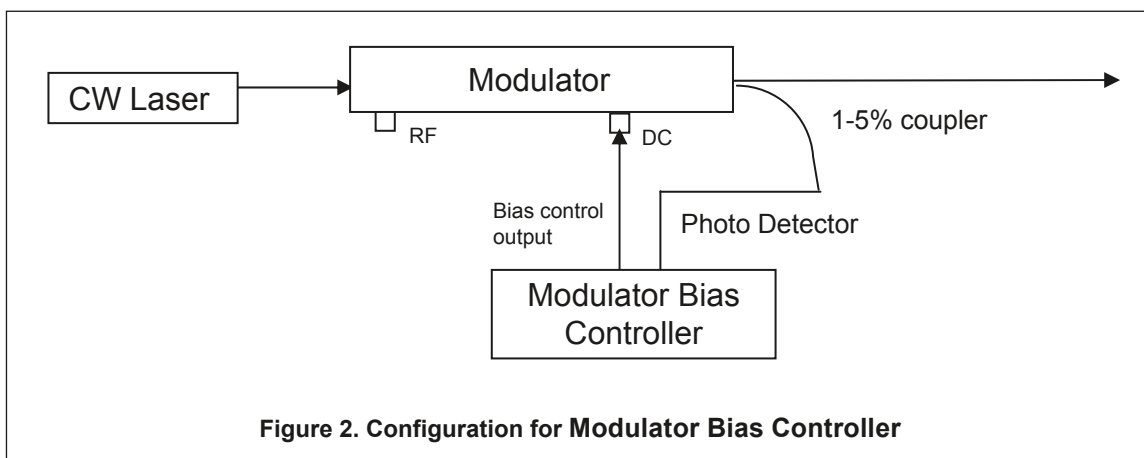 CW Laser
Modulator
RF
DC
1-5% coupler
Bias control
output
Photo Detector
Modulator Bias
Controller
Figure 2. Configuration for Modulator Bias Controller